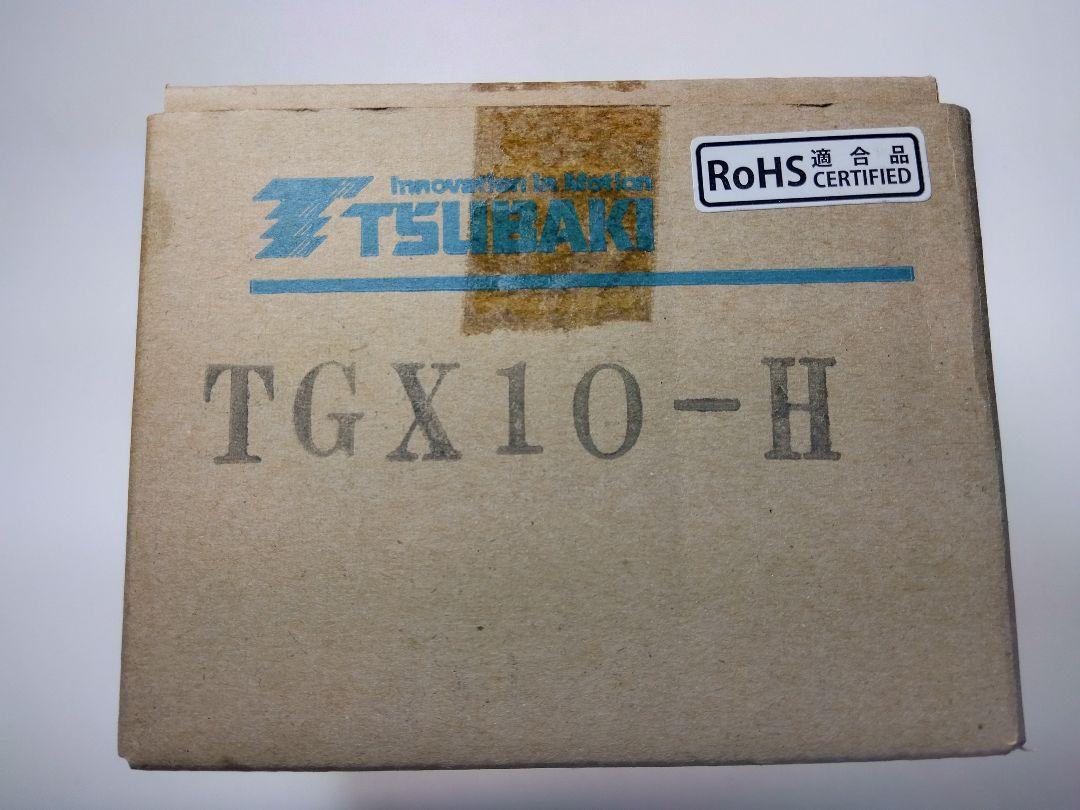 Innovation in Motion
TSUBAKI
RoHS 適合品 CERTIFIED
TGX10-H